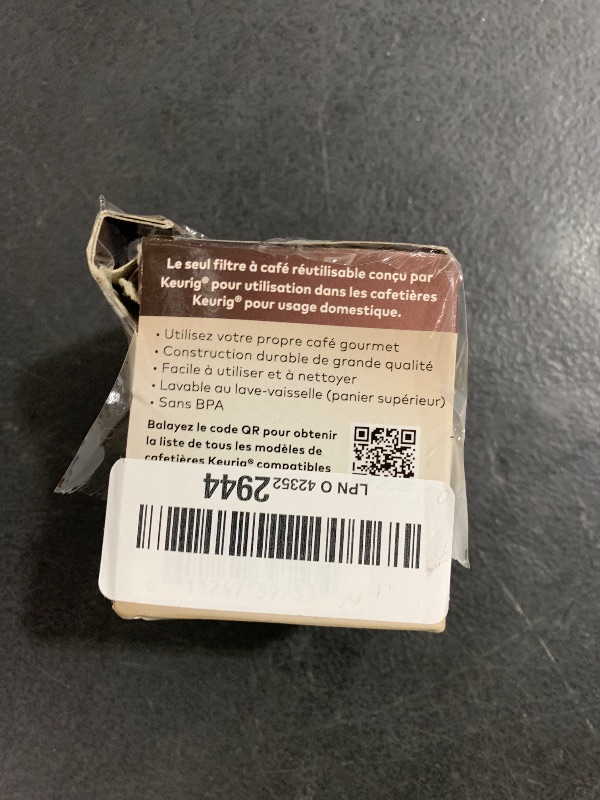 Le seul filtre à café réutilisable conçu par
Keurig® pour utilisation dans les cafetières
Keurig® pour usage domestique.
• Utilisez votre propre café gourmet
• Construction durable de grande qualité
• Facile à utiliser et à nettoyer
• Lavable au lave-vaisselle (panier supérieur)
• Sans BPA
Balayez le code QR pour obtenir
la liste de tous les modèles de
cafetières Keurig® compatibles
LPN O 423522944